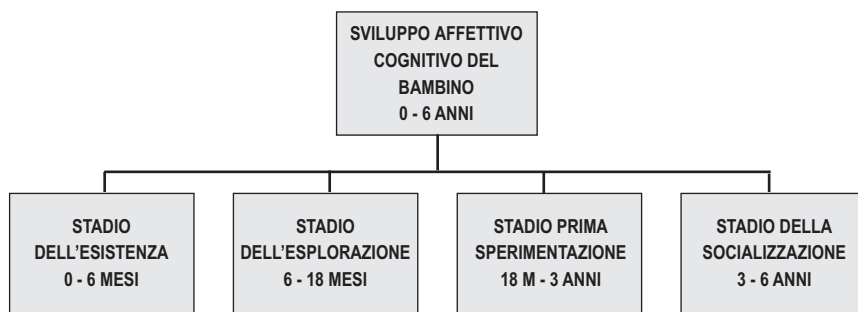 SVILUPPO AFFETTIVO
COGNITIVO DEL
BAMBINO
0 - 6 ANNI
STADIO
DELL'ESISTENZA
0 - 6 MESI
STADIO
DELL'ESPLORAZIONE
6 - 18 MESI
STADIO PRIMA
SPERIMENTAZIONE
18 M - 3 ANNI
STADIO DELLA
SOCIALIZZAZIONE
3 - 6 ANNI